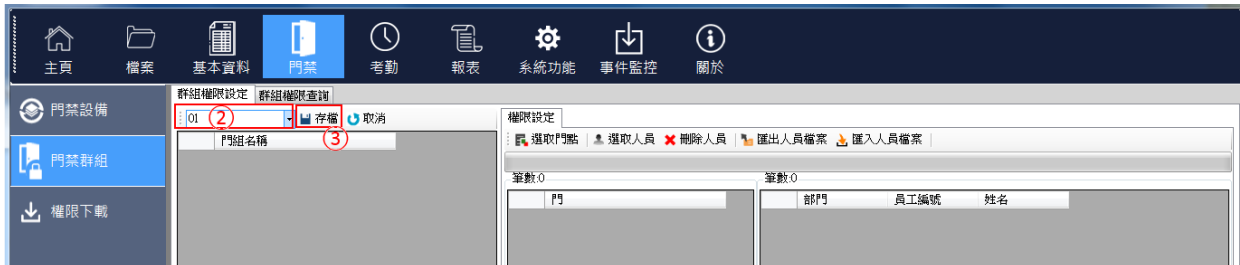 主頁 檔案 基本資料 門禁 考勤 報表 系統功能 事件監控 關於
門禁設備
門禁群組
權限下載
群組權限設定 群組權限查詢
01 ② 存檔 取消
③
門組名稱
權限設定
選取門點 選取人員 刪除人員 匯出人員檔案 匯入人員檔案
筆數:0 筆數:0
門 部門 員工編號 姓名